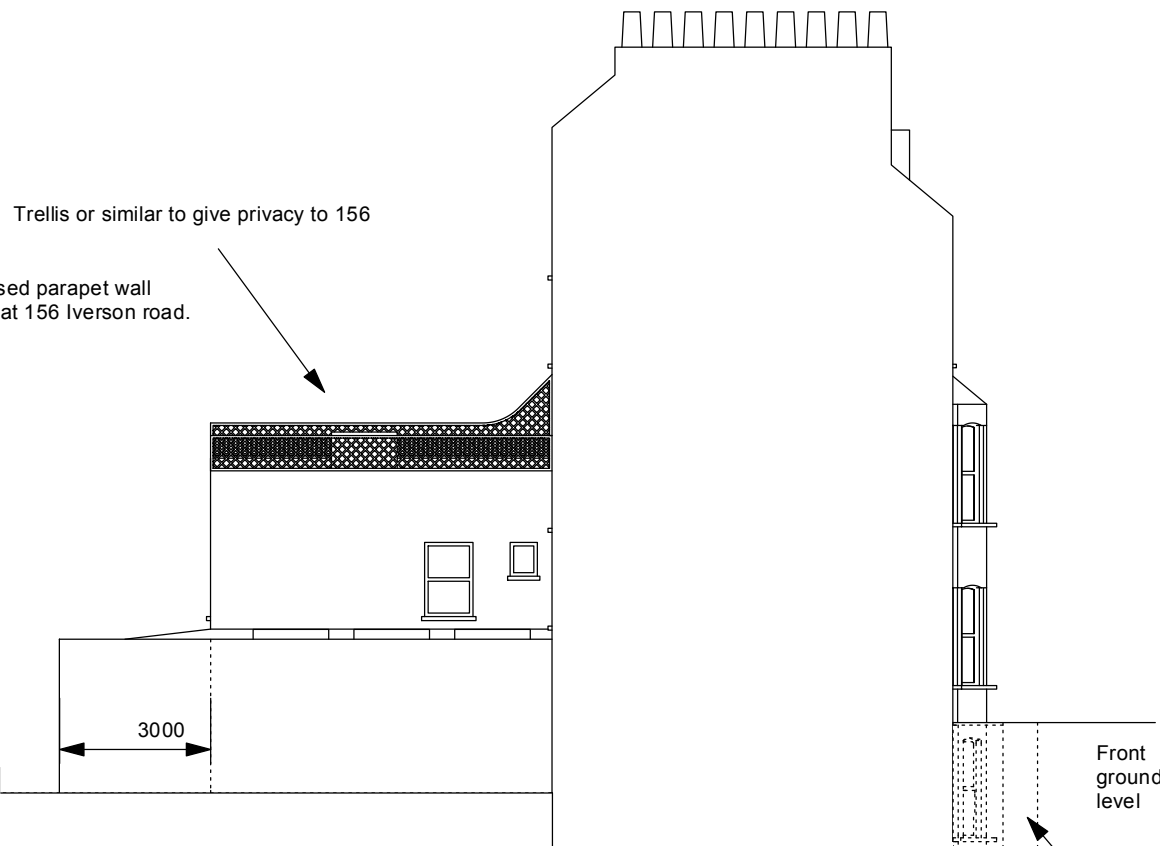 Trellis or similar to give privacy to 156
sed parapet wall
at 156 Iverson road.
3000
Front
ground
level